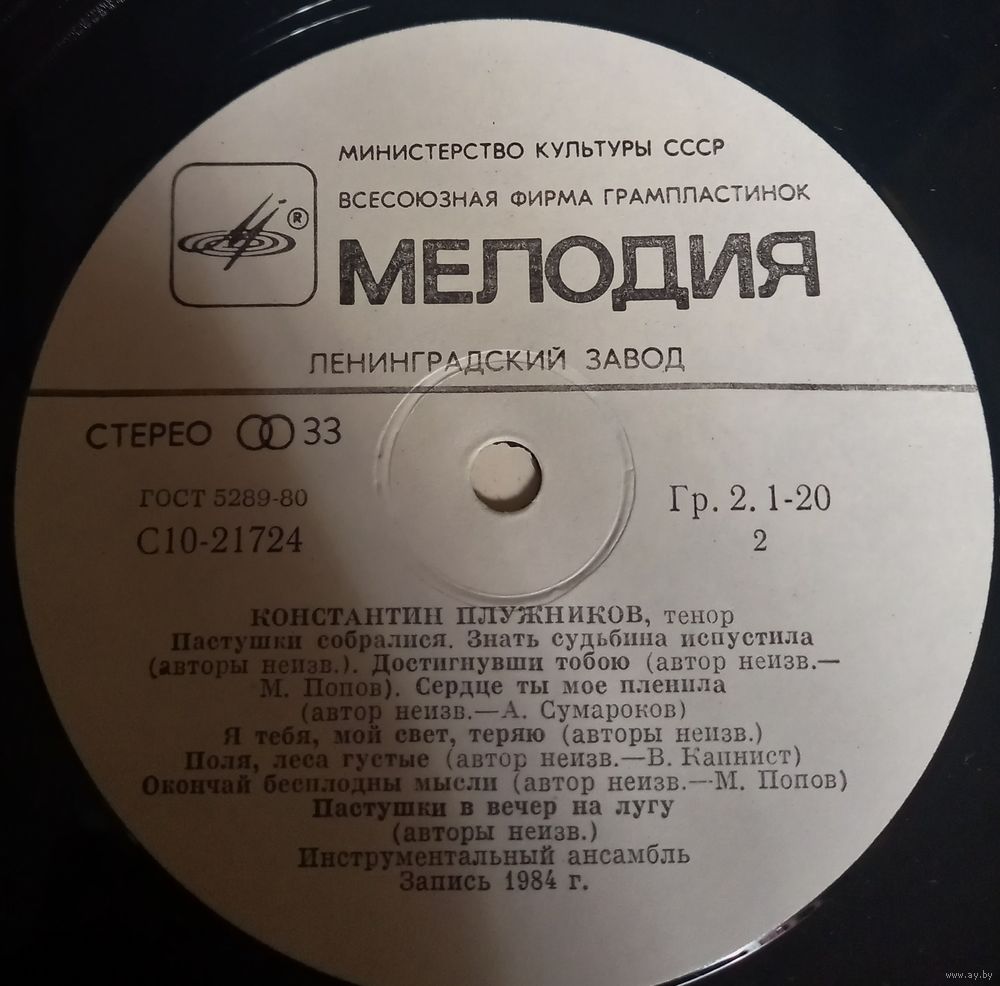 МИНИСТЕРСТВО КУЛЬТУРЫ СССР
ВСЕСОЮЗНАЯ ФИРМА ГРАМПЛАСТИНОК
®
МЕЛОДИЯ
ЛЕНИНГРАДСКИЙ ЗАВОД
СТЕРЕО 33
ГОСТ 5289-80
Гр. 2. 1-20
С10-21724
2
КОНСТАНТИН ПЛУЖНИКОВ, тенор
Пастушки собралися. Знать судьбина испустила
(авторы неизв.). Достигнувши тобою (автор неизв.—
М. Попов). Сердце ты мое пленила
(автор неизв.—А. Сумароков)
Я тебя, мой свет, теряю (авторы неизв.)
Поля, леса густые (автор неизв.—В. Капнист)
Окончай бесплодны мысли (автор неизв.—М. Попов)
Пастушки в вечер на лугу
(авторы неизв.)
Инструментальный ансамбль
Запись 1984 г.
www.ay.by